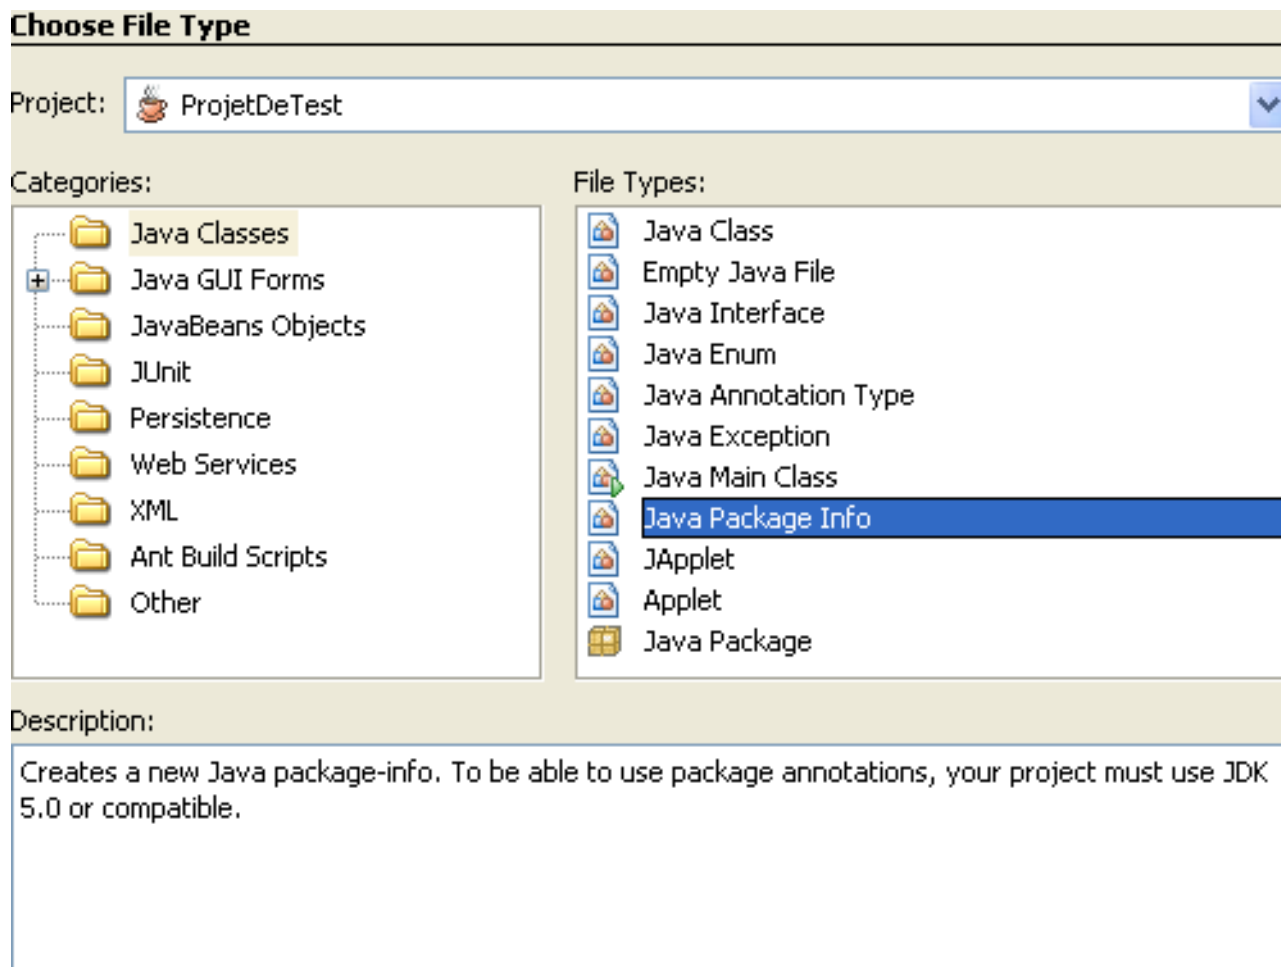 Choose File Type
Project: ProjetDeTest
Categories:
Java Classes
Java GUI Forms
JavaBeans Objects
JUnit
Persistence
Web Services
XML
Ant Build Scripts
Other
File Types:
Java Class
Empty Java File
Java Interface
Java Enum
Java Annotation Type
Java Exception
Java Main Class
Java Package Info
JApplet
Applet
Java Package
Description:
Creates a new Java package-info. To be able to use package annotations, your project must use JDK
5.0 or compatible.